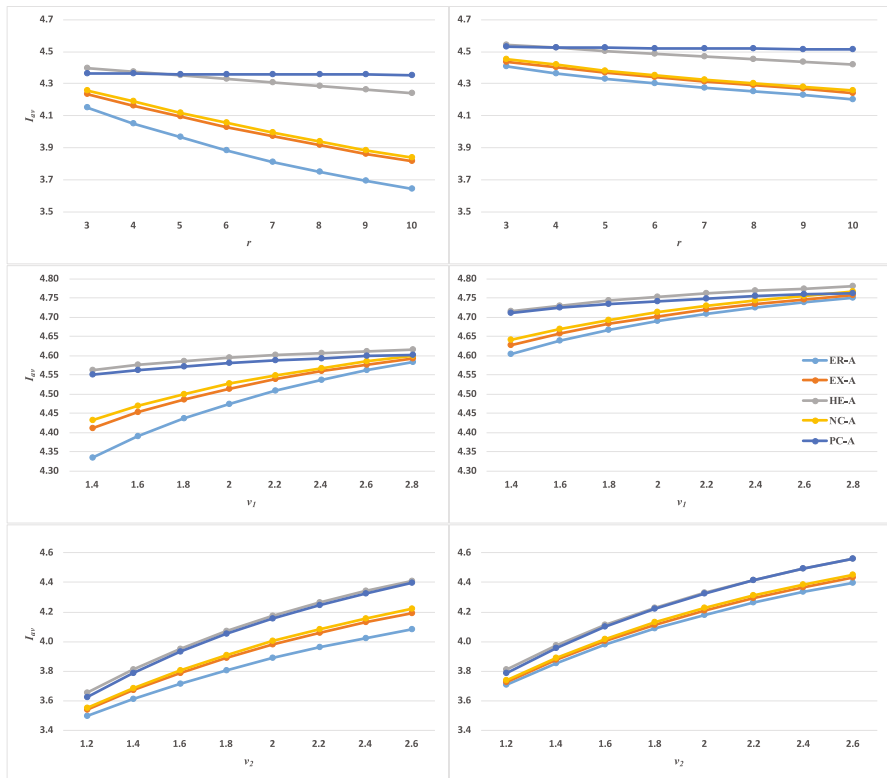 4.7
4.5
4.3
4.1
3.9
3.7
3.5
I_av
3 4 5 6 7 8 9 10
r
4.7
4.5
4.3
4.1
3.9
3.7
3.5
3 4 5 6 7 8 9 10
r
4.80
4.75
4.70
4.65
4.60
4.55
4.50
4.45
4.40
4.35
4.30
I_av
1.4 1.6 1.8 2 2.2 2.4 2.6 2.8
v_1
4.80
4.75
4.70
4.65
4.60
4.55
4.50
4.45
4.40
4.35
4.30
1.4 1.6 1.8 2 2.2 2.4 2.6 2.8
v_1
ER-A
EX-A
HE-A
NC-A
PC-A
4.6
4.4
4.2
4.0
3.8
3.6
3.4
I_av
1.2 1.4 1.6 1.8 2 2.2 2.4 2.6
v_2
4.6
4.4
4.2
4.0
3.8
3.6
3.4
1.2 1.4 1.6 1.8 2 2.2 2.4 2.6
v_2